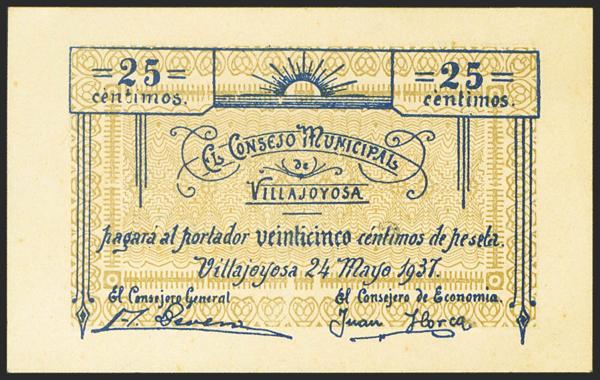 =25= =25=
céntimos. céntimos.
El Consejo Municipal
de
Villajoyosa
pagará al portador veinticinco céntimos de peseta.
Villajoyosa 24 Mayo 1937.
El Consejero General El Consejero de Economia.
Juan Llorca